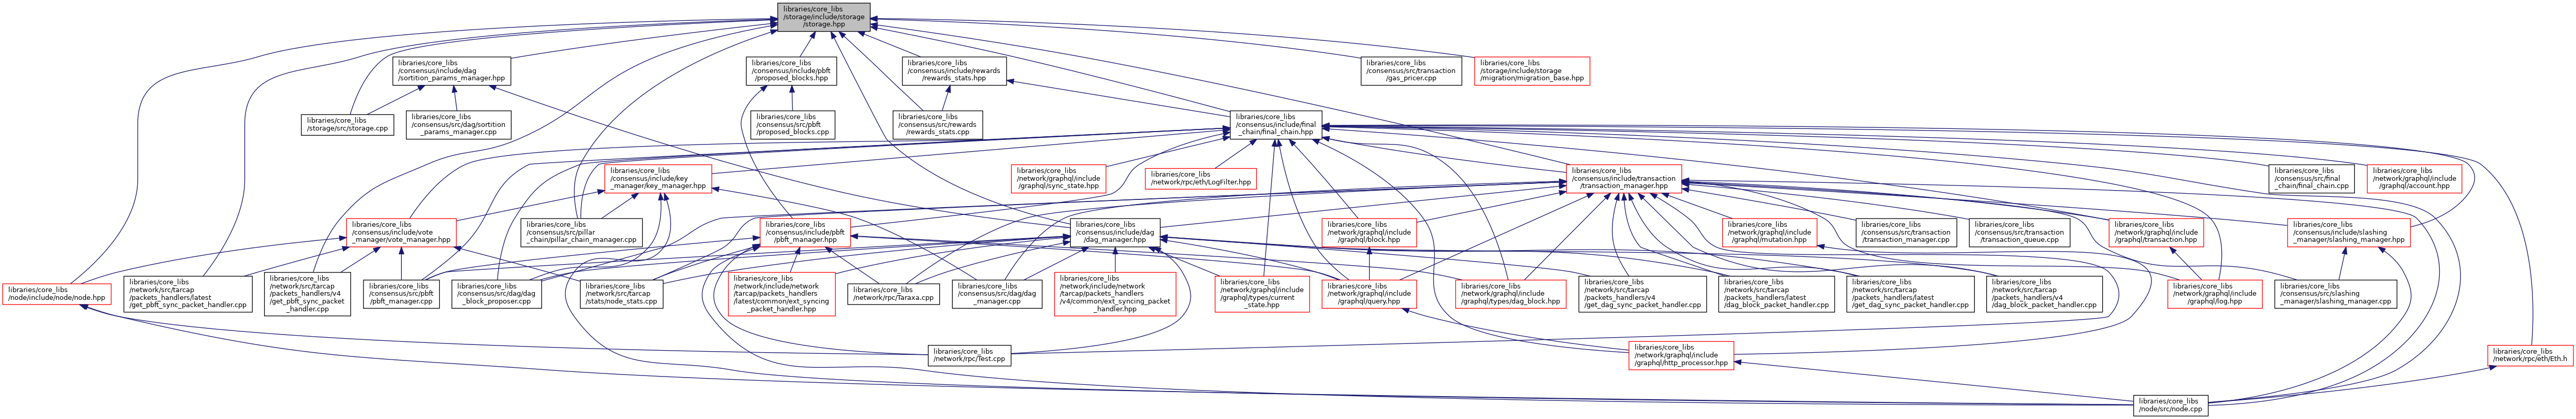 libraries/core_libs
/storage/include/storage
/storage.hpp
libraries/core_libs
/consensus/include/dag
/sortition_params_manager.hpp
libraries/core_libs
/consensus/include/pbft
/proposed_blocks.hpp
libraries/core_libs
/consensus/include/rewards
/rewards_stats.hpp
libraries/core_libs
/consensus/src/transaction
/gas_pricer.cpp
libraries/core_libs
/storage/include/storage
/migration/migration_base.hpp
libraries/core_libs
/storage/src/storage.cpp
libraries/core_libs
/consensus/src/dag/sortition
_params_manager.cpp
libraries/core_libs
/consensus/src/pbft
/proposed_blocks.cpp
libraries/core_libs
/consensus/src/rewards
/rewards_stats.cpp
libraries/core_libs
/consensus/include/final
_chain/final_chain.hpp
libraries/core_libs
/consensus/include/key
_manager/key_manager.hpp
libraries/core_libs
/network/graphql/include
/graphql/sync_state.hpp
libraries/core_libs
/network/rpc/eth/LogFilter.hpp
libraries/core_libs
/consensus/include/transaction
/transaction_manager.hpp
libraries/core_libs
/consensus/src/final
_chain/final_chain.cpp
libraries/core_libs
/network/graphql/include
/graphql/account.hpp
libraries/core_libs
/consensus/include/vote
_manager/vote_manager.hpp
libraries/core_libs
/consensus/src/pillar
_chain/pillar_chain_manager.cpp
libraries/core_libs
/consensus/include/pbft
/pbft_manager.hpp
libraries/core_libs
/consensus/include/dag
/dag_manager.hpp
libraries/core_libs
/network/graphql/include
/graphql/block.hpp
libraries/core_libs
/network/graphql/include
/graphql/mutation.hpp
libraries/core_libs
/consensus/src/transaction
/transaction_manager.cpp
libraries/core_libs
/consensus/src/transaction
/transaction_queue.cpp
libraries/core_libs
/network/graphql/include
/graphql/transaction.hpp
libraries/core_libs
/consensus/include/slashing
_manager/slashing_manager.hpp
libraries/core_libs
/node/include/node/node.hpp
libraries/core_libs
/network/src/tarcap
/packets_handlers/latest
/get_pbft_sync_packet_handler.cpp
libraries/core_libs
/network/src/tarcap
/packets_handlers/v4
/get_pbft_sync_packet
_handler.cpp
libraries/core_libs
/consensus/src/pbft
/pbft_manager.cpp
libraries/core_libs
/consensus/src/dag/dag
_block_proposer.cpp
libraries/core_libs
/network/src/tarcap
/stats/node_stats.cpp
libraries/core_libs
/network/include/network
/tarcap/packets_handlers
/latest/common/ext_syncing
_packet_handler.hpp
libraries/core_libs
/network/rpc/Taraxa.cpp
libraries/core_libs
/consensus/src/dag/dag
_manager.cpp
libraries/core_libs
/network/include/network
/tarcap/packets_handlers
/v4/common/ext_syncing_packet
_handler.hpp
libraries/core_libs
/network/graphql/include
/graphql/types/current
_state.hpp
libraries/core_libs
/network/graphql/include
/graphql/query.hpp
libraries/core_libs
/network/graphql/include
/graphql/types/dag_block.hpp
libraries/core_libs
/network/src/tarcap
/packets_handlers/v4
/get_dag_sync_packet_handler.cpp
libraries/core_libs
/network/src/tarcap
/packets_handlers/latest
/dag_block_packet_handler.cpp
libraries/core_libs
/network/src/tarcap
/packets_handlers/latest
/get_dag_sync_packet_handler.cpp
libraries/core_libs
/network/src/tarcap
/packets_handlers/v4
/dag_block_packet_handler.cpp
libraries/core_libs
/network/graphql/include
/graphql/log.hpp
libraries/core_libs
/consensus/src/slashing
_manager/slashing_manager.cpp
libraries/core_libs
/network/rpc/Test.cpp
libraries/core_libs
/network/graphql/include
/graphql/http_processor.hpp
libraries/core_libs
/network/rpc/eth/Eth.h
libraries/core_libs
/node/src/node.cpp